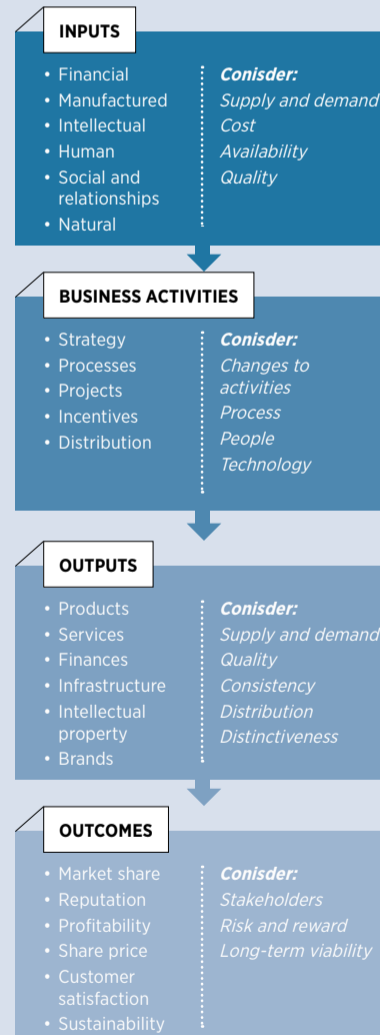 INPUTS
• Financial
• Manufactured
• Intellectual
• Human
• Social and
relationships
• Natural
Conisder:
Supply and demand
Cost
Availability
Quality
BUSINESS ACTIVITIES
• Strategy
• Processes
• Projects
• Incentives
• Distribution
Conisder:
Changes to
activities
Process
People
Technology
OUTPUTS
• Products
• Services
• Finances
• Infrastructure
• Intellectual
property
• Brands
Conisder:
Supply and demand
Quality
Consistency
Distribution
Distinctiveness
OUTCOMES
• Market share
• Reputation
• Profitability
• Share price
• Customer
satisfaction
• Sustainability
Conisder:
Stakeholders
Risk and reward
Long-term viability